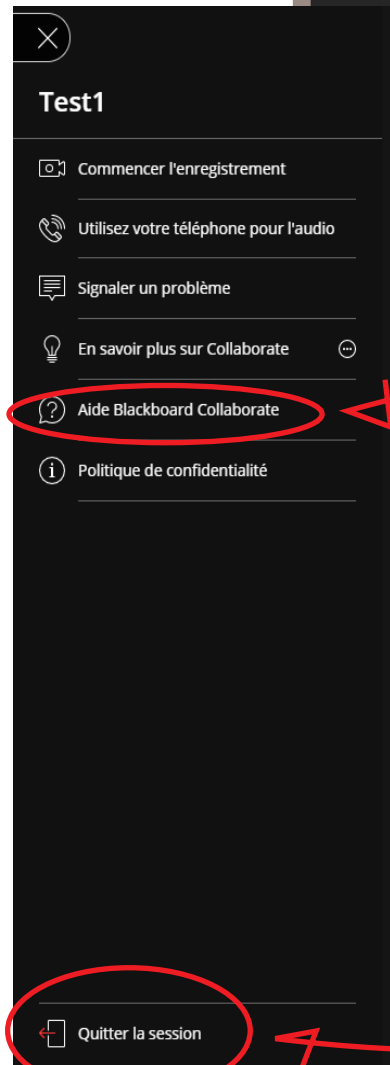 Test1
Commencer l'enregistrement
Utilisez votre téléphone pour l'audio
Signaler un problème
En savoir plus sur Collaborate
Aide Blackboard Collaborate
Politique de confidentialité
Quitter la session